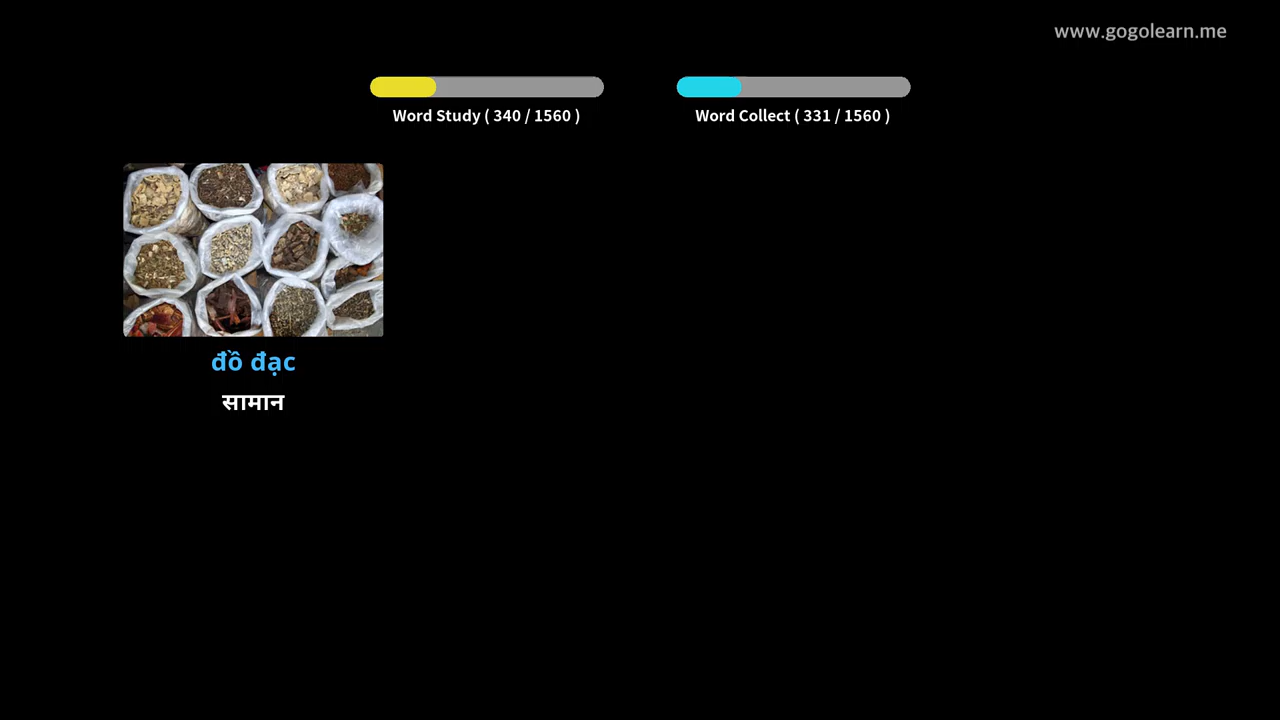 www.gogolearn.me
Word Study ( 340 / 1560 )
Word Collect ( 331 / 1560 )
đồ đạc
सामान